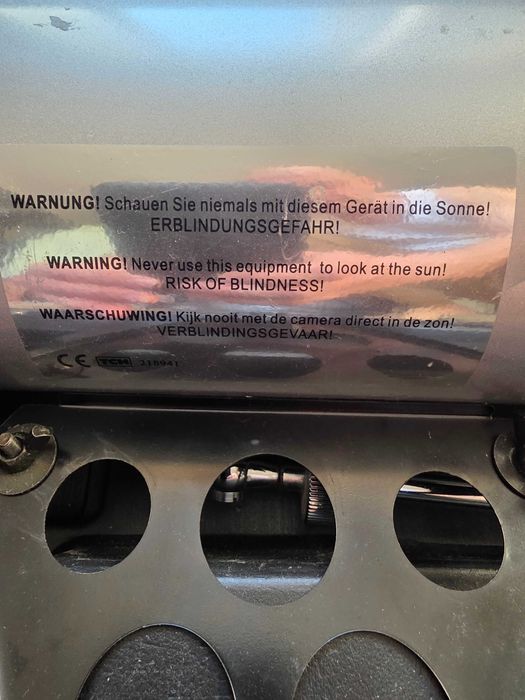 WARNUNG! Schauen Sie niemals mit diesem Gerät in die Sonne!
ERBLINDUNGSGEFAHR!
WARNING! Never use this equipment to look at the sun!
RISK OF BLINDNESS!
WAARSCHUWING! Kijk nooit met de camera direct in de zon!
VERBLINDINGSGEVAAR!
CE TCM 218941